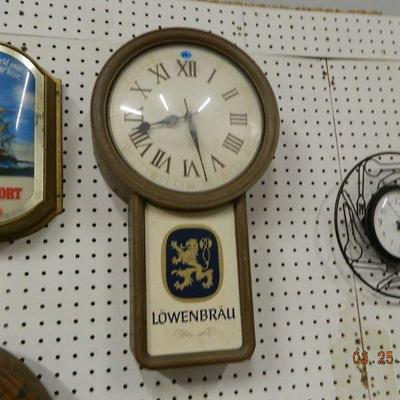 XII
I
II
III
IIII
V
VI
VII
VIII
IX
X
XI
LÖWENBRÄU
ORT
03.25